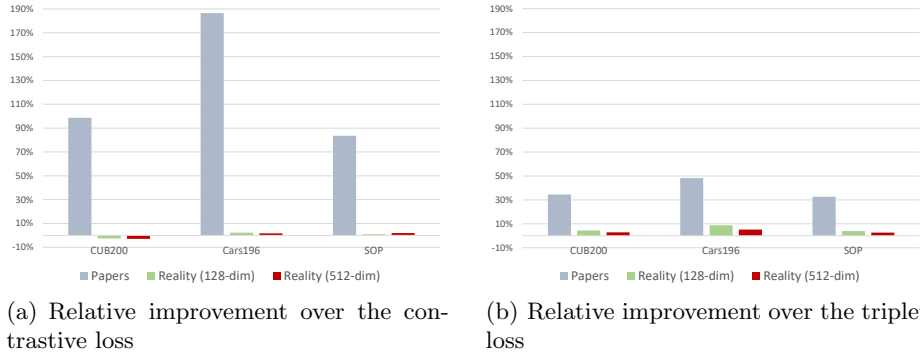 190%
170%
150%
130%
110%
90%
70%
50%
30%
10%
-10%
CUB200 Cars196 SOP
Papers Reality (128-dim) Reality (512-dim)
(a) Relative improvement over the con-
trastive loss
190%
170%
150%
130%
110%
90%
70%
50%
30%
10%
-10%
CUB200 Cars196 SOP
Papers Reality (128-dim) Reality (512-dim)
(b) Relative improvement over the triple
loss